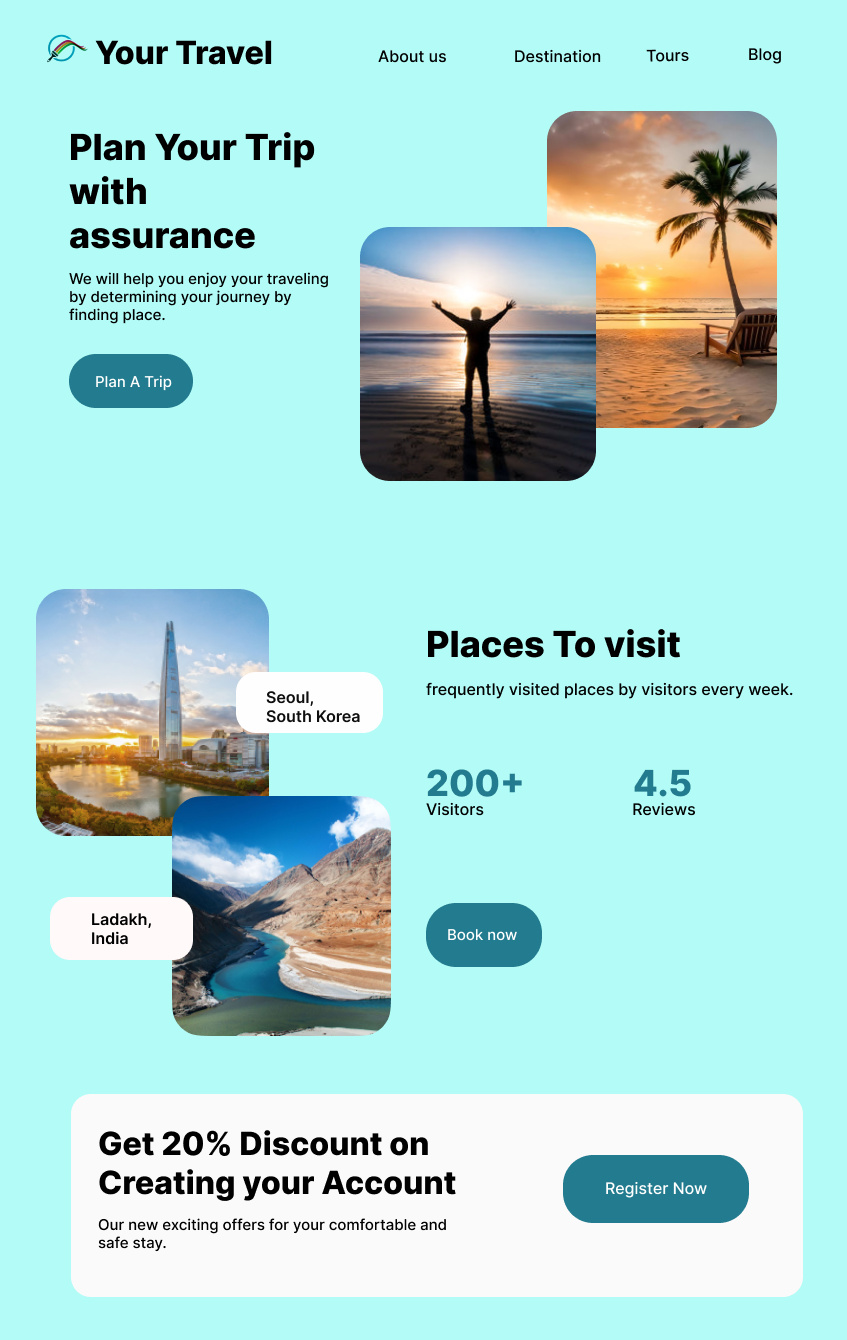 Your Travel
About us
Destination
Tours
Blog
Plan Your Trip
with
assurance
We will help you enjoy your traveling
by determining your journey by
finding place.
Plan A Trip
Seoul,
South Korea
Ladakh,
India
Places To visit
frequently visited places by visitors every week.
200+
Visitors
4.5
Reviews
Book now
Get 20% Discount on
Creating your Account
Our new exciting offers for your comfortable and
safe stay.
Register Now